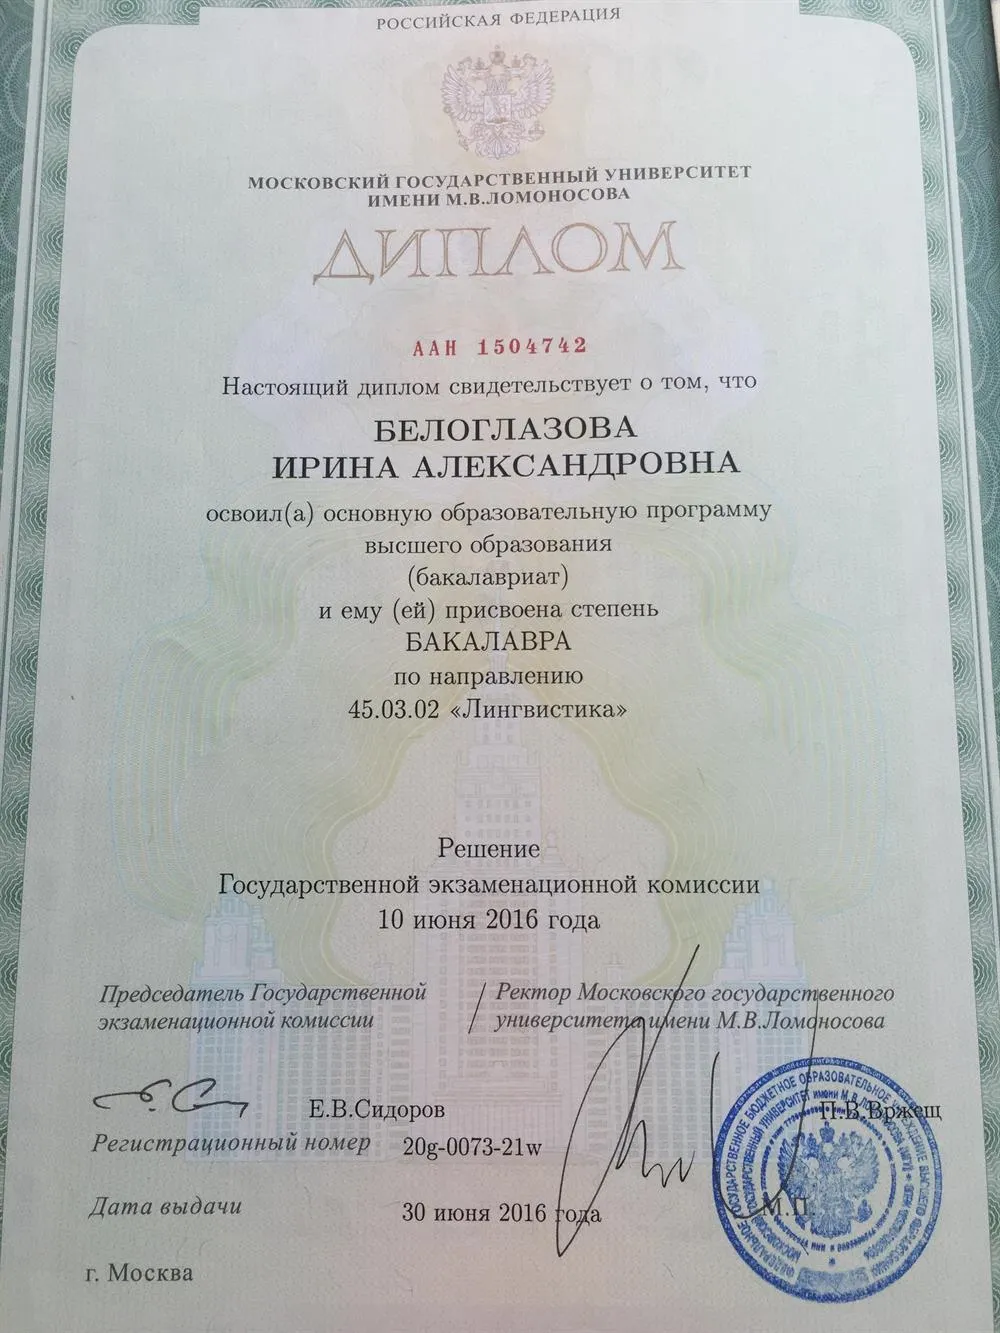 РОССИЙСКАЯ ФЕДЕРАЦИЯ
МОСКОВСКИЙ ГОСУДАРСТВЕННЫЙ УНИВЕРСИТЕТ
ИМЕНИ М.В.ЛОМОНОСОВА
ДИПЛОМ
ААН 1504742
Настоящий диплом свидетельствует о том, что
БЕЛОГЛАЗОВА
ИРИНА АЛЕКСАНДРОВНА
освоил(а) основную образовательную программу
высшего образования
(бакалавриат)
и ему (ей) присвоена степень
БАКАЛАВРА
по направлению
45.03.02 «Лингвистика»
Решение
Государственной экзаменационной комиссии
10 июня 2016 года
Председатель Государственной
экзаменационной комиссии
Ректор Московского государственного
университета имени М.В.Ломоносова
Е.В.Сидоров
П.В.Вржещ
Регистрационный номер 20g-0073-21w
М.П.
Дата выдачи 30 июня 2016 года
г. Москва